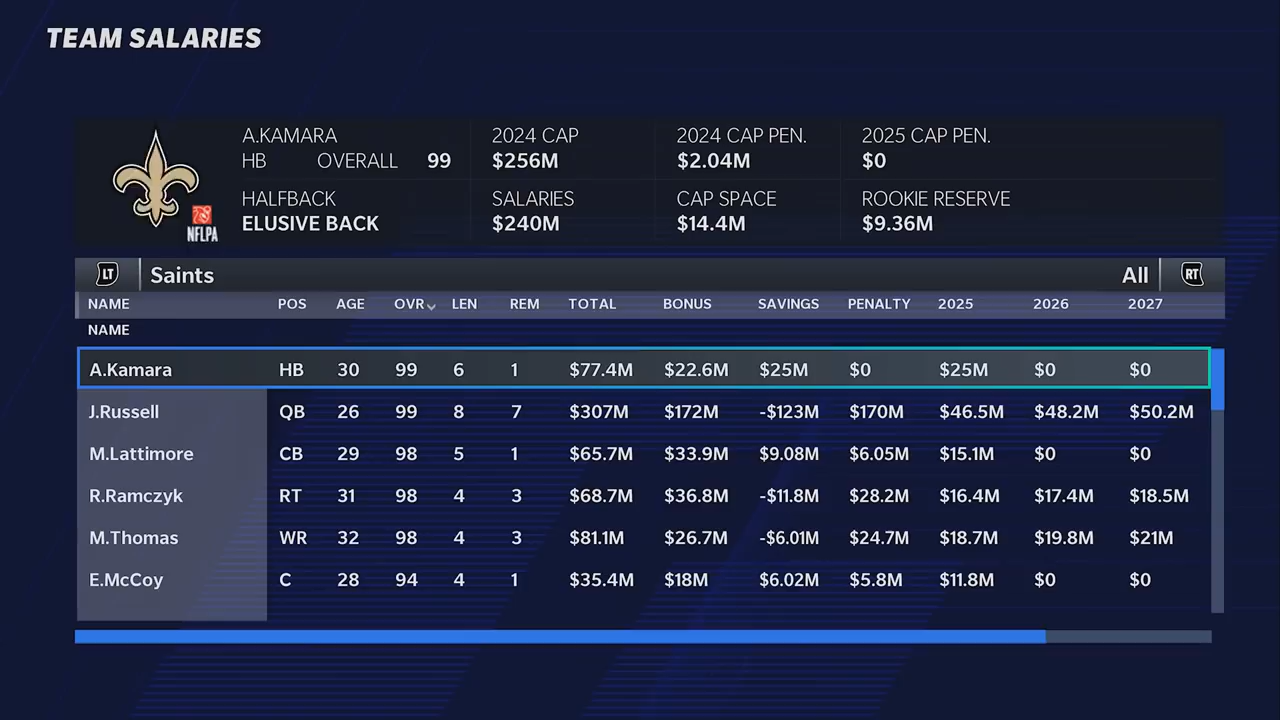 TEAM SALARIES
A.KAMARA 2024 CAP 2024 CAP PEN. 2025 CAP PEN.
HB OVERALL 99 $256M $2.04M $0
HALFBACK SALARIES CAP SPACE ROOKIE RESERVE
NFLPA ELUSIVE BACK $240M $14.4M $9.36M
LT Saints All RT
NAME POS AGE OVR LEN REM TOTAL BONUS SAVINGS PENALTY 2025 2026 2027
NAME
A.Kamara HB 30 99 6 1 $77.4M $22.6M $25M $0 $25M $0 $0
J.Russell QB 26 99 8 7 $307M $172M -$123M $170M $46.5M $48.2M $50.2M
M.Lattimore CB 29 98 5 1 $65.7M $33.9M $9.08M $6.05M $15.1M $0 $0
R.Ramczyk RT 31 98 4 3 $68.7M $36.8M -$11.8M $28.2M $16.4M $17.4M $18.5M
M.Thomas WR 32 98 4 3 $81.1M $26.7M -$6.01M $24.7M $18.7M $19.8M $21M
E.McCoy C 28 94 4 1 $35.4M $18M $6.02M $5.8M $11.8M $0 $0